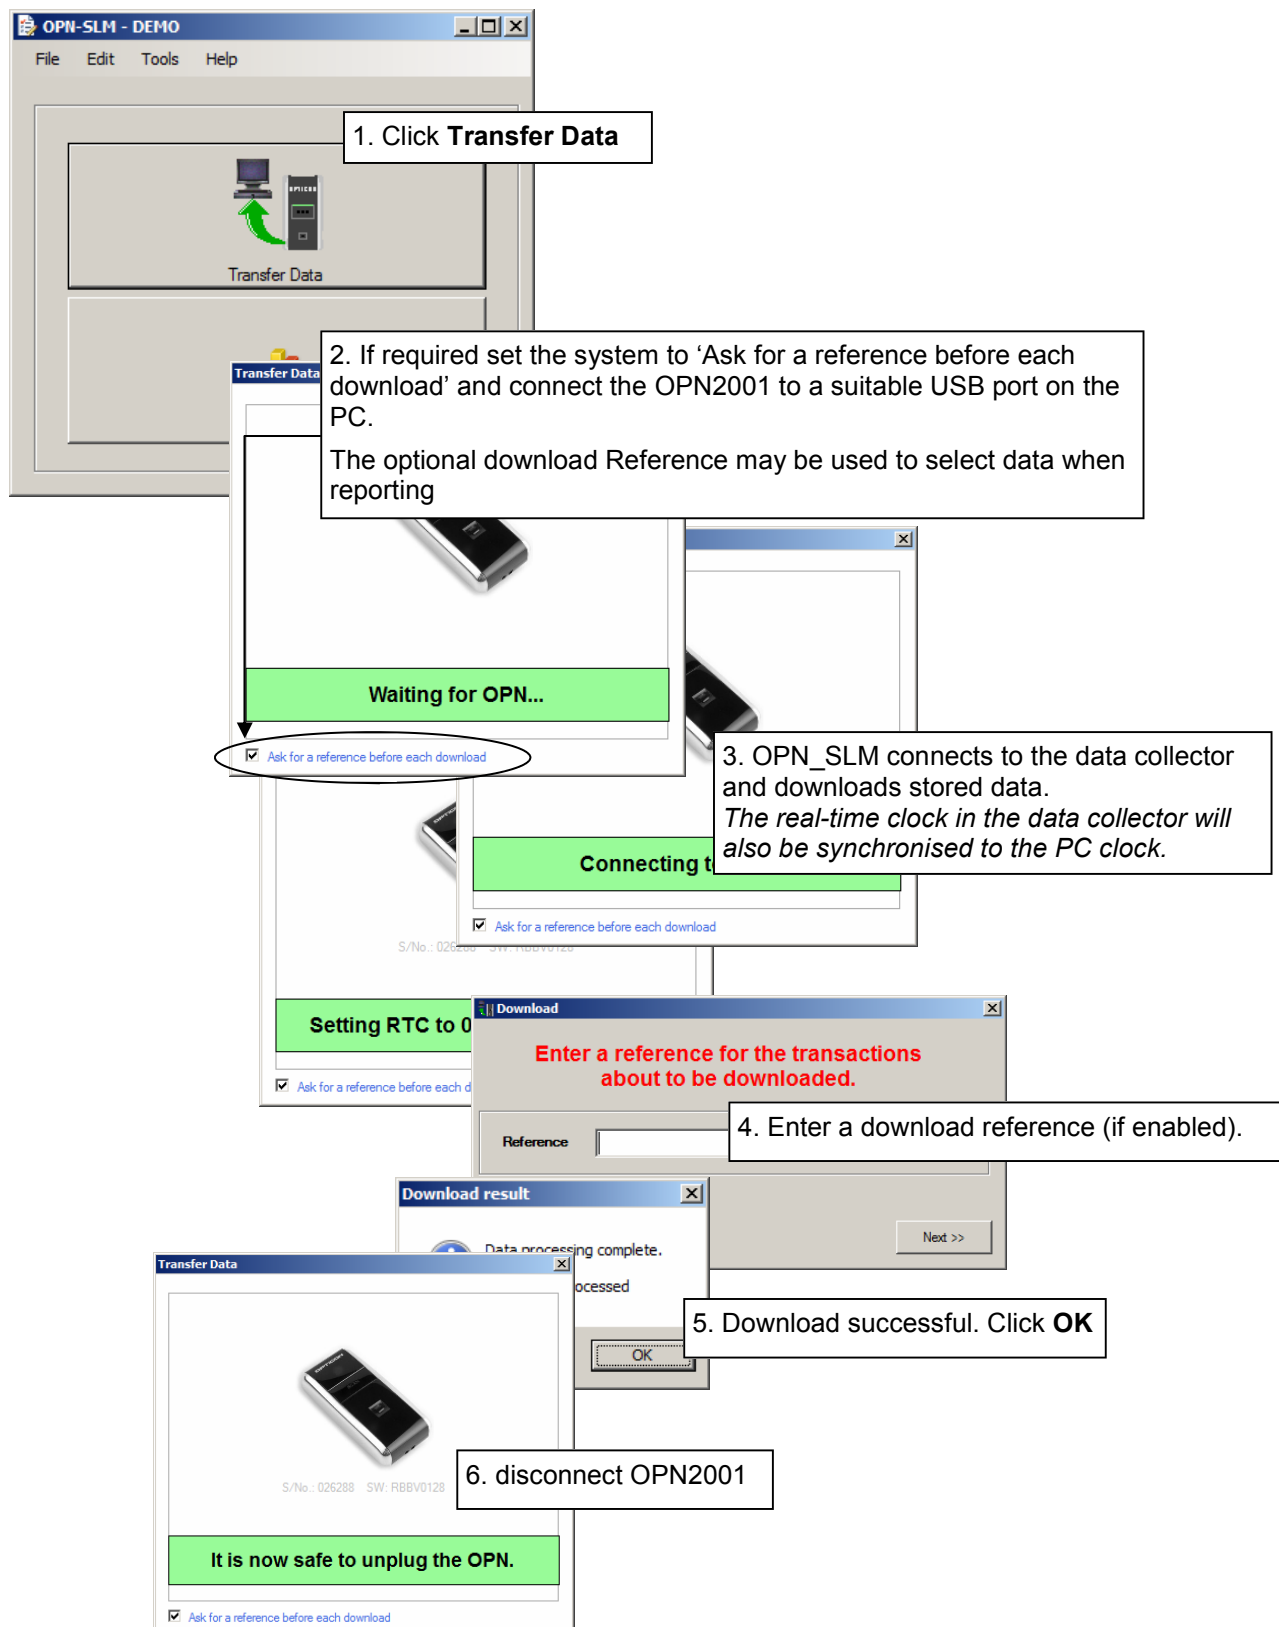 OPN-SLM - DEMO
File Edit Tools Help
1. Click Transfer Data
OPTICON
Transfer Data
2. If required set the system to ‘Ask for a reference before each
download’ and connect the OPN2001 to a suitable USB port on the
PC.
The optional download Reference may be used to select data when
reporting
Transfer Data
Waiting for OPN...
Ask for a reference before each download
3. OPN_SLM connects to the data collector
and downloads stored data.
The real-time clock in the data collector will
also be synchronised to the PC clock.
Connecting t
Ask for a reference before each download
S/No.: 026288 SW: RBBV0128
Setting RTC to 0
Ask for a reference before each d
Download
Enter a reference for the transactions
about to be downloaded.
4. Enter a download reference (if enabled).
Reference
Next >>
Download result
Data processing complete.
ocessed
5. Download successful. Click OK
OK
Transfer Data
OPTICON
6. disconnect OPN2001
S/No.: 026288 SW: RBBV0128
It is now safe to unplug the OPN.
Ask for a reference before each download